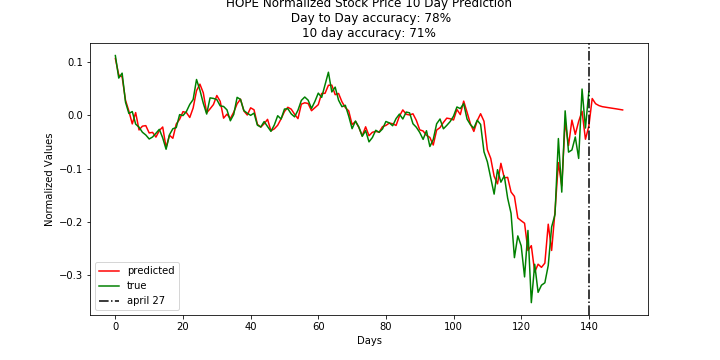 HOPE Normalized Stock Price 10 Day Prediction
Day to Day accuracy: 78%
10 day accuracy: 71%
Normalized Values
0.1
0.0
−0.1
−0.2
−0.3
predicted
true
april 27
0 20 40 60 80 100 120 140
Days